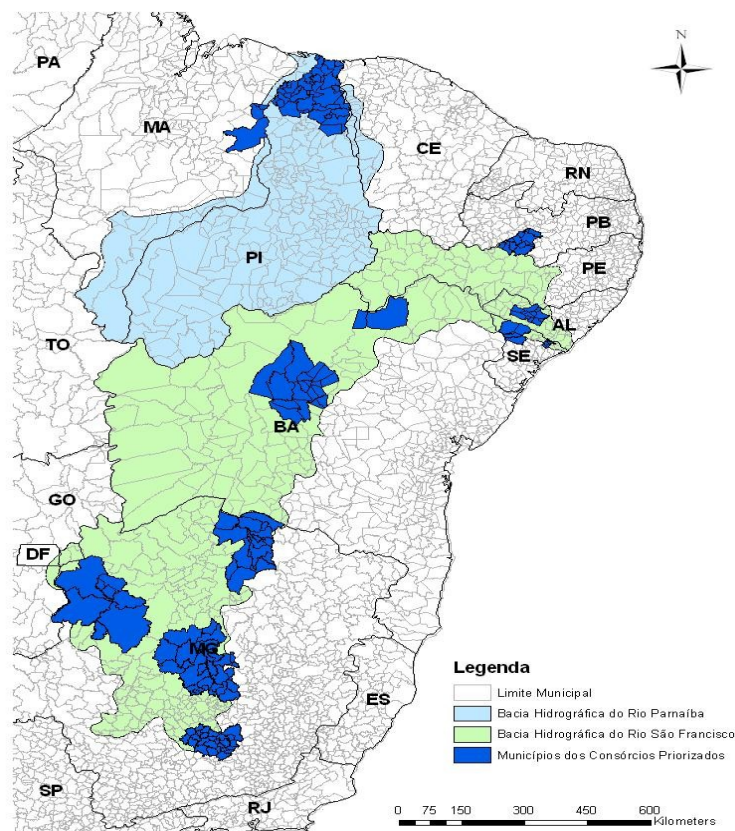 N
PA
MA
CE
RN
PB
PI
PE
AL
TO
SE
BA
GO
DF
MG
ES
SP
RJ
Legenda
Limite Municipal
Bacia Hidrográfica do Rio Parnaíba
Bacia Hidrográfica do Rio São Francisco
Municípios dos Consórcios Priorizados
0 75 150 300 450 600
Kilometers